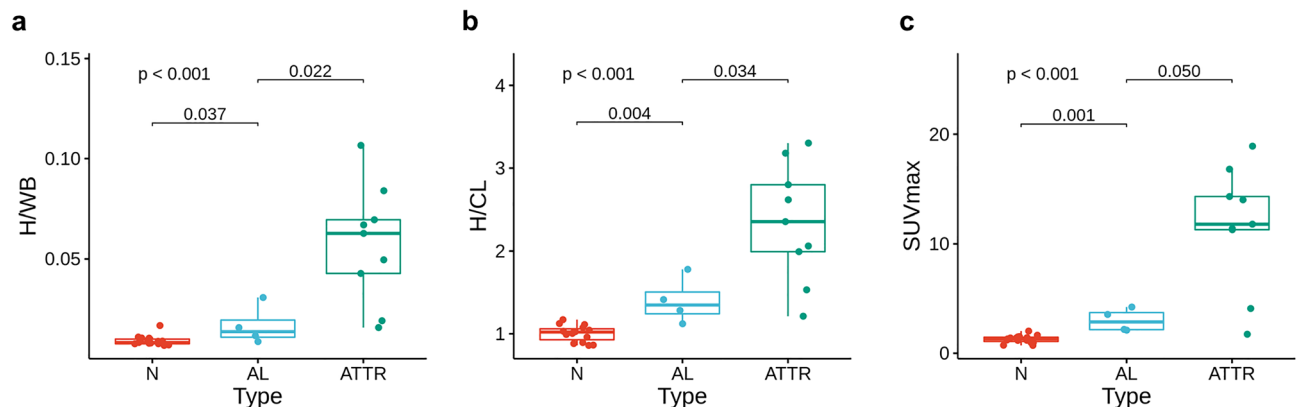 a
0.15
0.10
0.05
H/WB
p < 0.001
0.022
0.037
N AL ATTR
Type
b
4
3
2
1
H/CL
p < 0.001
0.034
0.004
N AL ATTR
Type
c
20
10
0
SUVmax
p < 0.001
0.050
0.001
N AL ATTR
Type